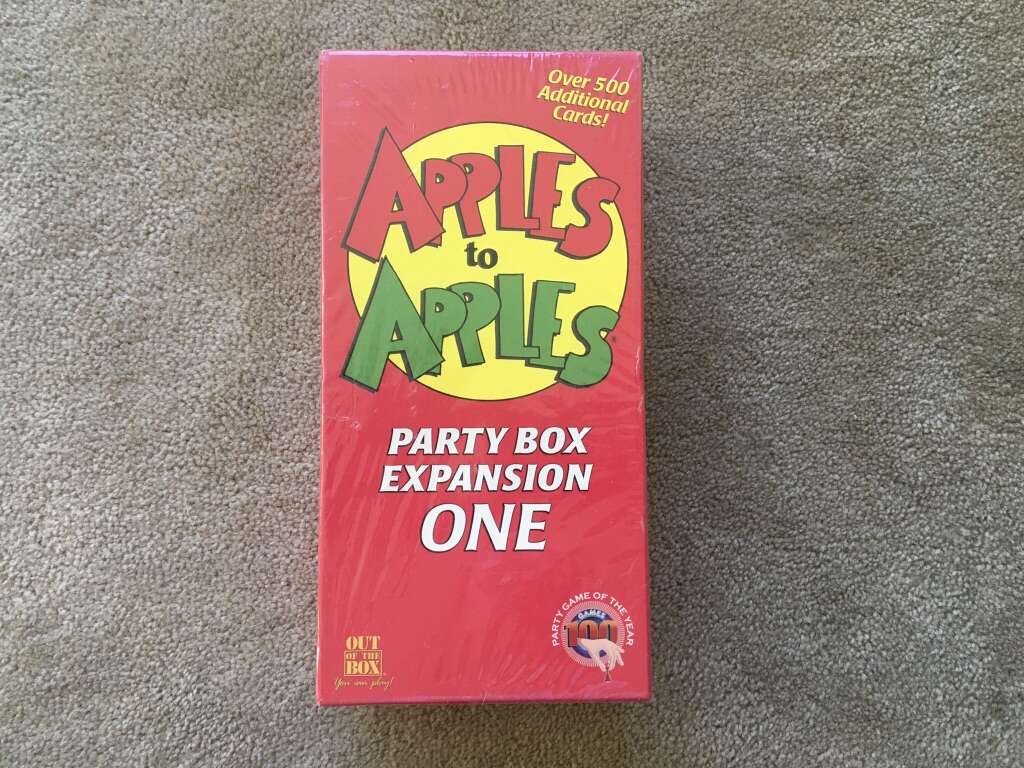 Over 500
Additional
Cards!
APPLES
to
APPLES®
PARTY BOX
EXPANSION
ONE
PARTY GAME OF THE YEAR
GAMES
100
OUT
OF THE
BOX
You can play!